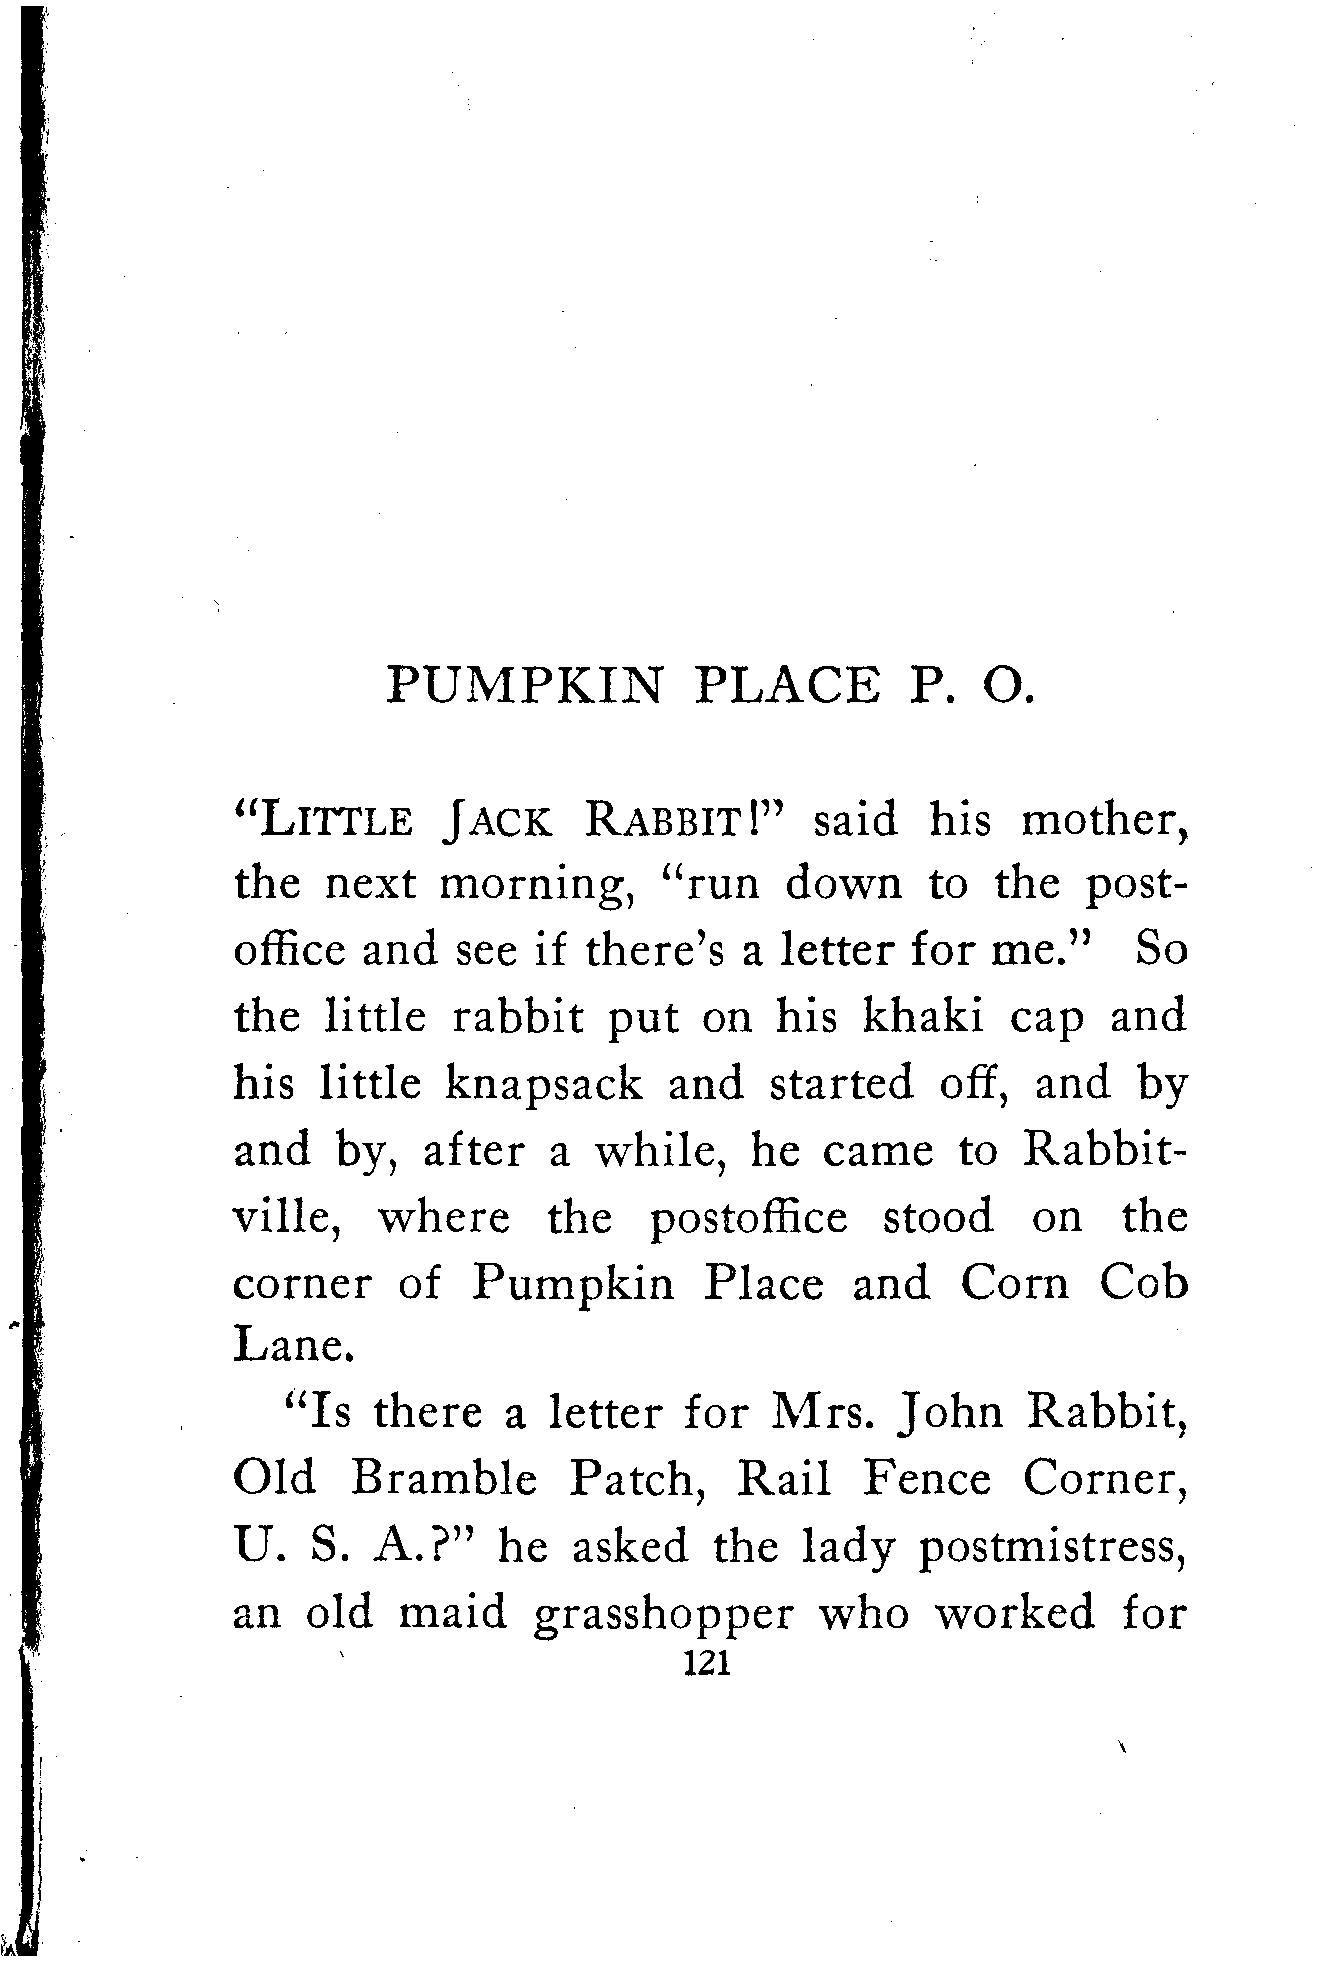 PUMPKIN PLACE P. O.
“LITTLE JACK RABBIT!” said his mother,
the next morning, “run down to the post-
office and see if there’s a letter for me.” So
the little rabbit put on his khaki cap and
his little knapsack and started off, and by
and by, after a while, he came to Rabbit-
ville, where the postoffice stood on the
corner of Pumpkin Place and Corn Cob
Lane.
“Is there a letter for Mrs. John Rabbit,
Old Bramble Patch, Rail Fence Corner,
U. S. A.?” he asked the lady postmistress,
an old maid grasshopper who worked for
121